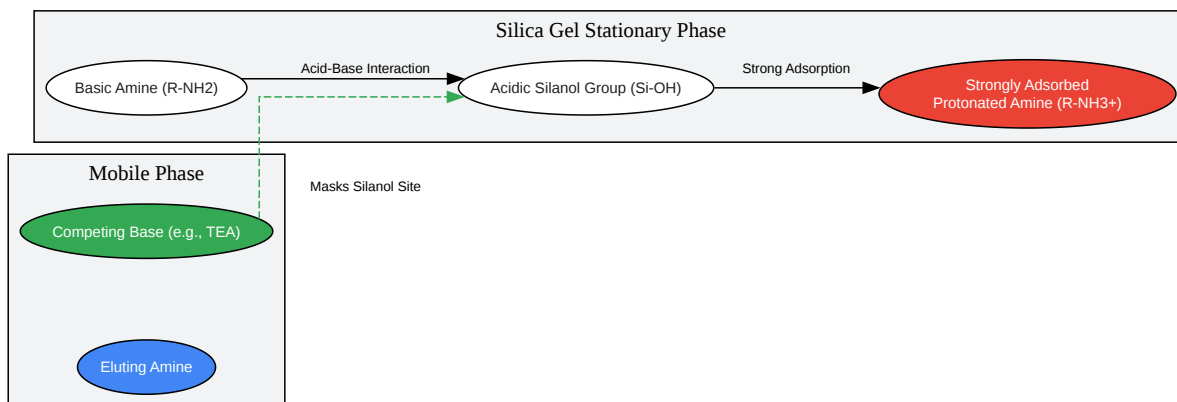 Silica Gel Stationary Phase
Basic Amine (R-NH2)
Acid-Base Interaction
Acidic Silanol Group (Si-OH)
Strong Adsorption
Strongly Adsorbed
Protonated Amine (R-NH3+)
Mobile Phase
Masks Silanol Site
Competing Base (e.g., TEA)
Eluting Amine